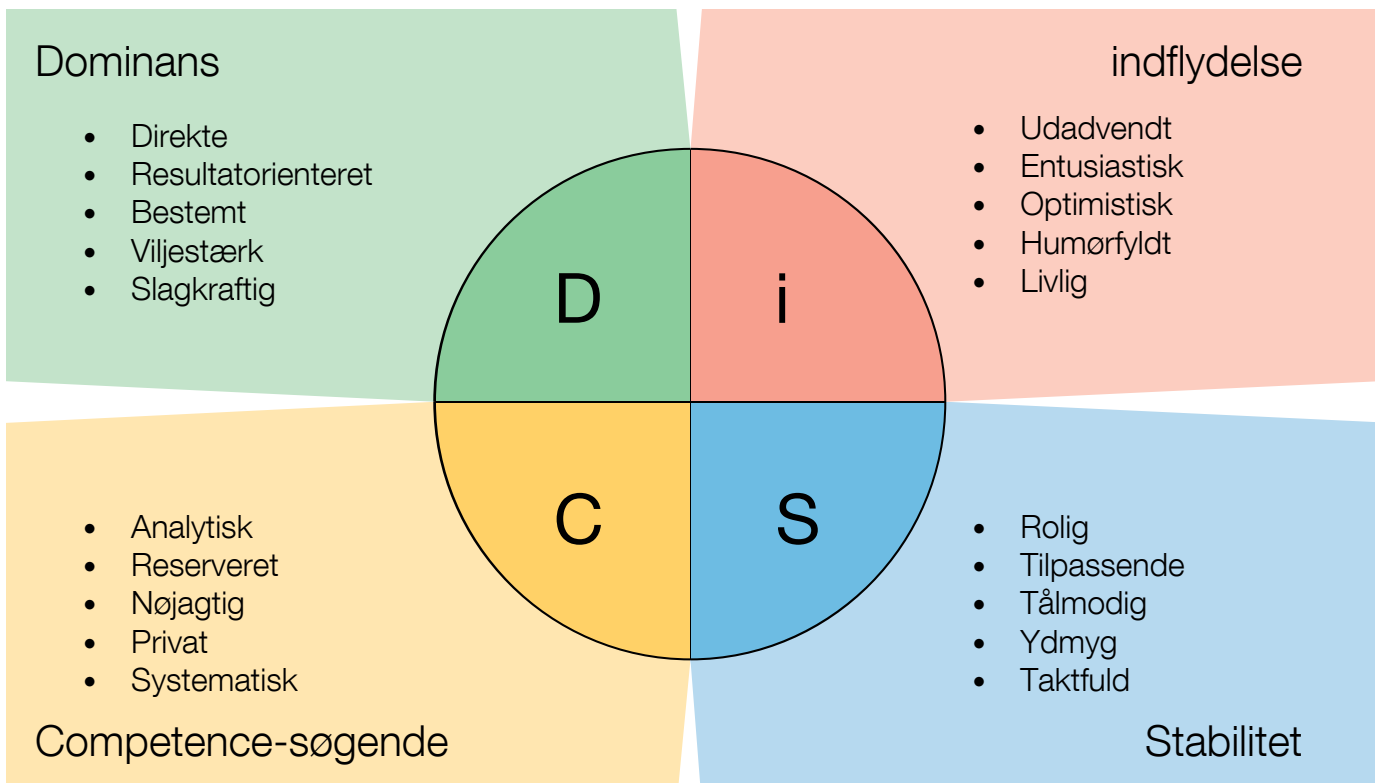 Dominans
• Direkte
• Resultatorienteret
• Bestemt
• Viljestærk
• Slagkraftig
indflydelse
• Udadvendt
• Entusiastisk
• Optimistisk
• Humørfyldt
• Livlig
D
i
C
S
• Analytisk
• Reserveret
• Nøjagtig
• Privat
• Systematisk
Competence-søgende
• Rolig
• Tilpassende
• Tålmodig
• Ydmyg
• Taktfuld
Stabilitet